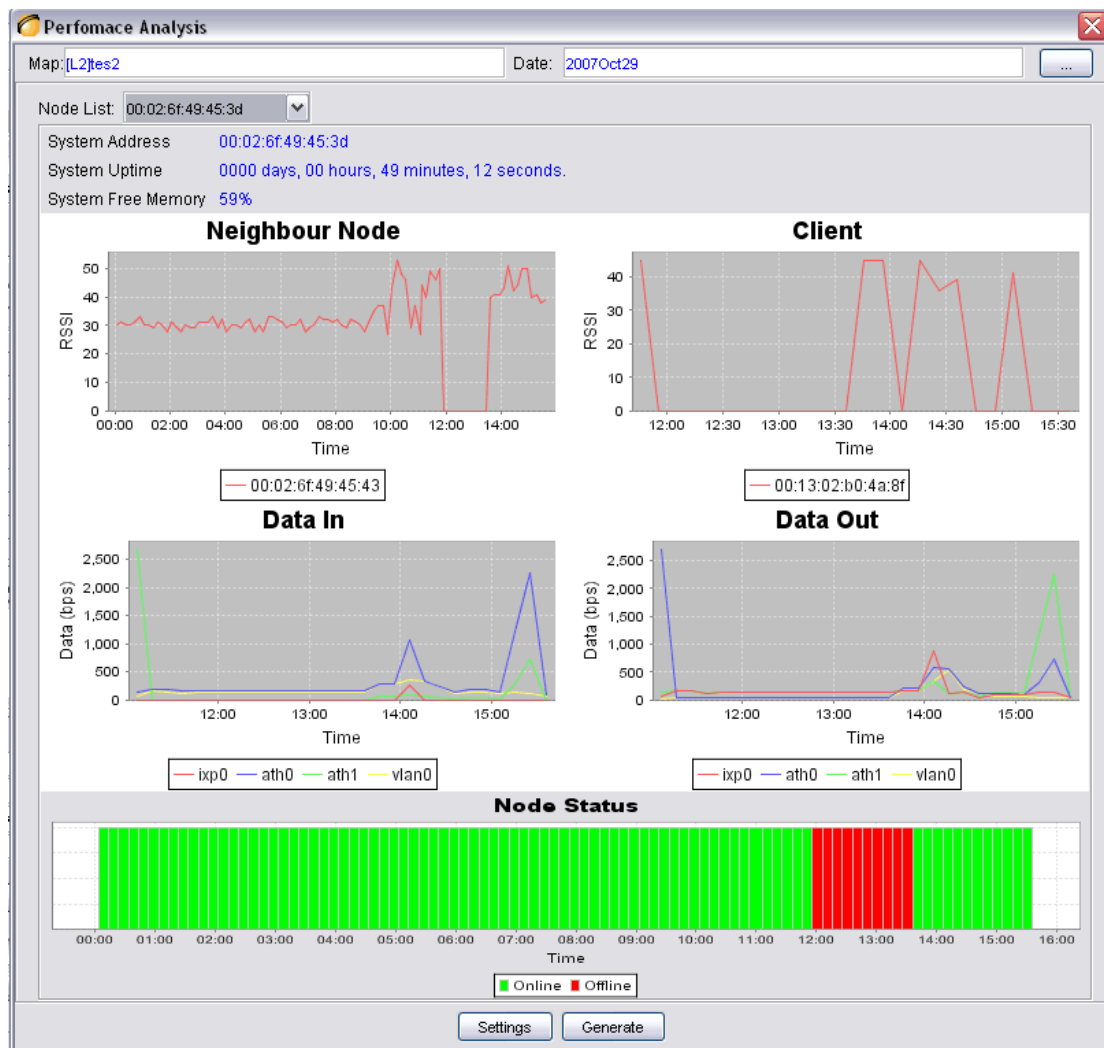 Perfomace Analysis
Map: [L2]tes2 Date: 2007Oct29 ...
Node List: 00:02:6f:49:45:3d
System Address 00:02:6f:49:45:3d
System Uptime 0000 days, 00 hours, 49 minutes, 12 seconds.
System Free Memory 59%
Neighbour Node
RSSI
50
40
30
20
10
0
00:00 02:00 04:00 06:00 08:00 10:00 12:00 14:00
Time
00:02:6f:49:45:43
Client
RSSI
40
30
20
10
0
12:00 12:30 13:00 13:30 14:00 14:30 15:00 15:30
Time
00:13:02:b0:4a:8f
Data In
Data (bps)
2,500
2,000
1,500
1,000
500
0
12:00 13:00 14:00 15:00
Time
ixp0 ath0 ath1 vlan0
Data Out
Data (bps)
2,500
2,000
1,500
1,000
500
0
12:00 13:00 14:00 15:00
Time
ixp0 ath0 ath1 vlan0
Node Status
00:00 01:00 02:00 03:00 04:00 05:00 06:00 07:00 08:00 09:00 10:00 11:00 12:00 13:00 14:00 15:00 16:00
Time
Online Offline
Settings Generate